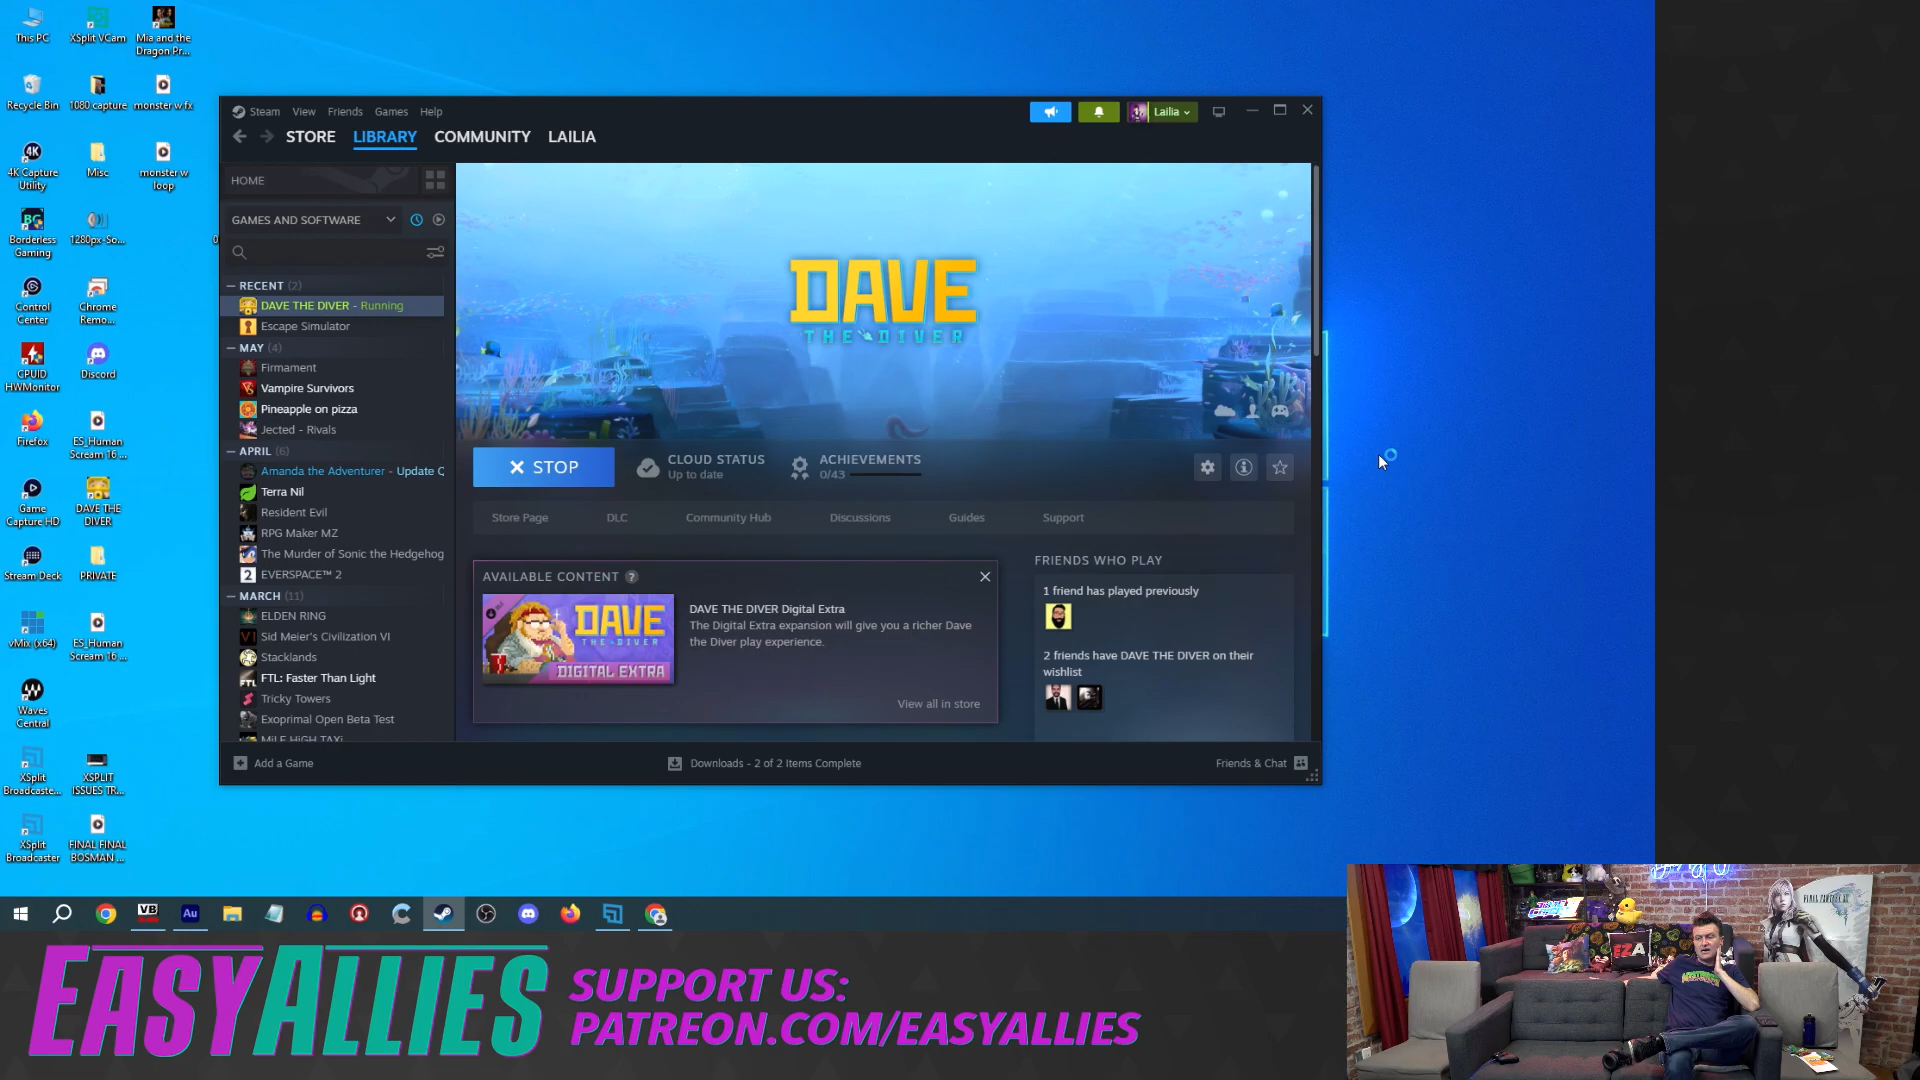 This PC
XSplit VCam
Mia and the
Dragon Pr...
Recycle Bin
1080 capture
monster w fx
4K Capture
Utility
Misc
monster w
loop
BG
Borderless
Gaming
1280px-So...
Control
Center
Chrome
Remo...
CPUID
HWMonitor
Discord
Firefox
ES_Human
Scream 16 ...
Game
Capture HD
DAVE THE
DIVER
Stream Deck
PRIVATE
vMix (x64)
ES_Human
Scream 16 ...
Waves
Central
XSplit
Broadcaste...
XSPLIT
ISSUES TR...
XSplit
Broadcaster
FINAL FINAL
BOSMAN ...
Steam View Friends Games Help
Lailia
STORE LIBRARY COMMUNITY LAILIA
HOME
GAMES AND SOFTWARE
RECENT (2)
DAVE THE DIVER - Running
Escape Simulator
MAY (4)
Firmament
Vampire Survivors
Pineapple on pizza
Jected - Rivals
APRIL (6)
Amanda the Adventurer - Update Q
Terra Nil
Resident Evil
RPG Maker MZ
The Murder of Sonic the Hedgehog
EVERSPACE™ 2
MARCH (11)
ELDEN RING
Sid Meier's Civilization VI
Stacklands
FTL: Faster Than Light
Tricky Towers
Exoprimal Open Beta Test
MiLE HiGH TAXi
DAVE
THE DIVER
STOP
CLOUD STATUS
Up to date
ACHIEVEMENTS
0/43
Store Page DLC Community Hub Discussions Guides Support
AVAILABLE CONTENT ?
DAVE
THE DIVER
DIGITAL EXTRA
DAVE THE DIVER Digital Extra
The Digital Extra expansion will give you a richer Dave
the Diver play experience.
View all in store
FRIENDS WHO PLAY
1 friend has played previously
2 friends have DAVE THE DIVER on their
wishlist
Add a Game
Downloads - 2 of 2 Items Complete
Friends & Chat
VB
Au
EASYALLIES
SUPPORT US:
PATREON.COM/EASYALLIES
EZA